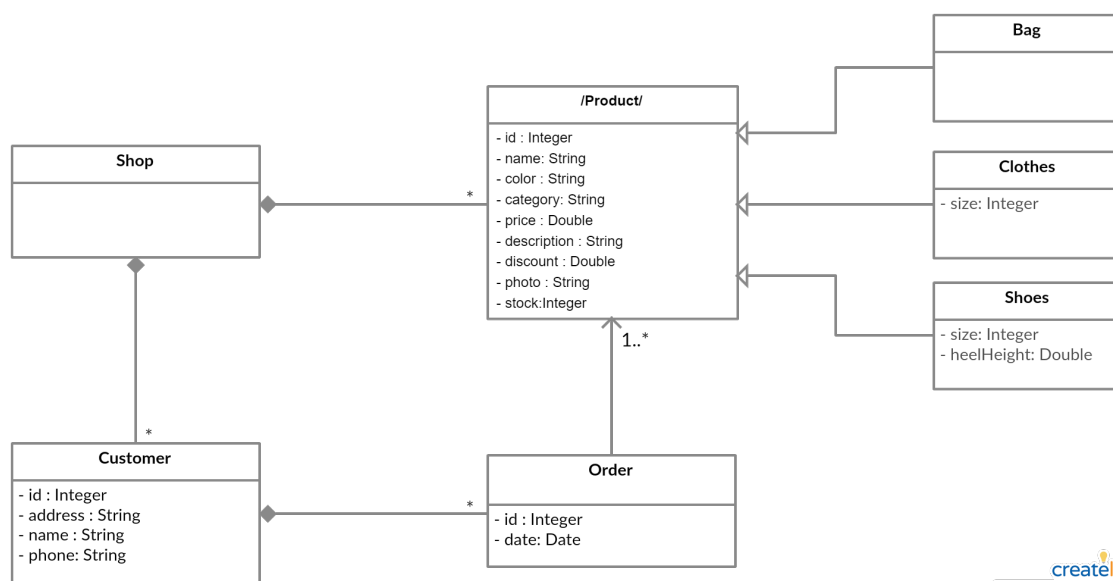 Bag
/Product/
- id : Integer
- name: String
- color : String
- category: String
- price : Double
- description : String
- discount : Double
- photo : String
- stock:Integer
Shop
*
Clothes
- size: Integer
Shoes
- size: Integer
- heelHeight: Double
1..*
*
Customer
- id : Integer
- address : String
- name : String
- phone: String
*
Order
- id : Integer
- date: Date
create